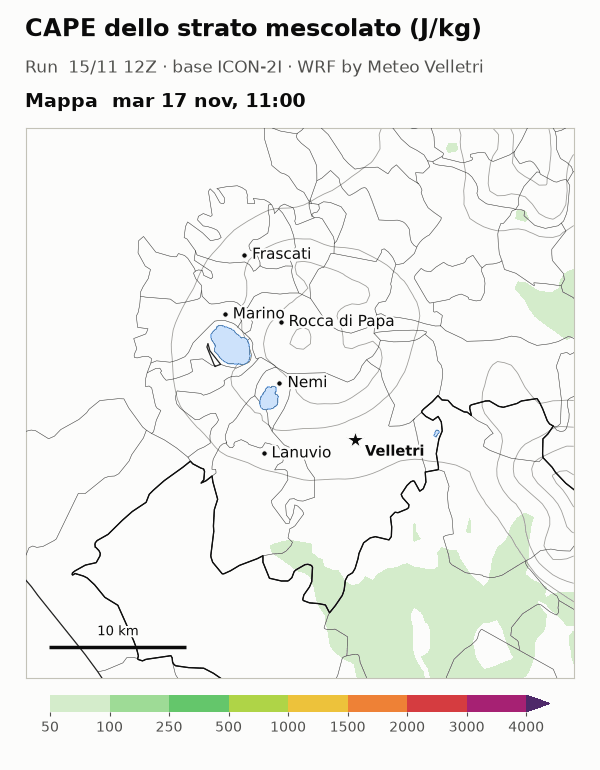 CAPE dello strato mescolato (J/kg)
Run 15/11 12Z · base ICON-2I · WRF by Meteo Velletri
Mappa mar 17 nov, 11:00
Frascati
Marino
Rocca di Papa
Nemi
Velletri
Lanuvio
10 km
50 100 250 500 1000 1500 2000 3000 4000